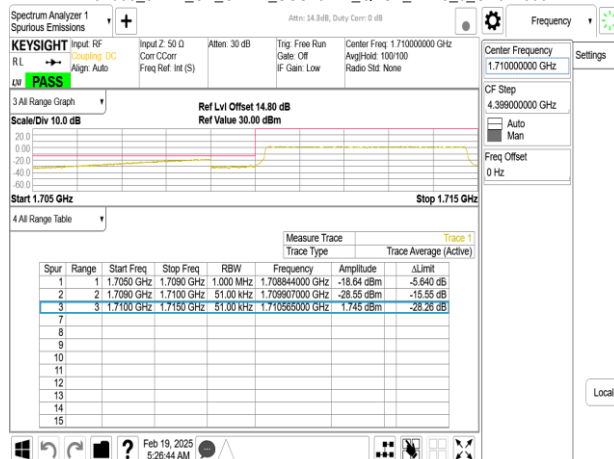 Spectrum Analyzer 1
Spurious Emissions
Attn: 14.3dB, Duty Corr: 0 dB
Frequency
KEYSIGHT
RL
PASS
Input: RF
Coupling: DC
Align: Auto
Input Z: 50 Ω
Corr CCorr
Freq Ref: Int (S)
Atten: 30 dB
Trig: Free Run
Gate: Off
IF Gain: Low
Center Freq: 1.710000000 GHz
Avg|Hold: 100/100
Radio Std: None
Center Frequency
1.710000000 GHz
Settings
CF Step
4.399000000 GHz
Auto
Man
Freq Offset
0 Hz
3 All Range Graph
Scale/Div 10.0 dB
Ref Lvl Offset 14.80 dB
Ref Value 30.00 dBm
20.0
0.00
-20.0
-40.0
-60.0
Start 1.705 GHz
Stop 1.715 GHz
4 All Range Table
Measure Trace Trace 1
Trace Type Trace Average (Active)
Spur Range Start Freq Stop Freq RBW Frequency Amplitude ΔLimit
1 1 1.7050 GHz 1.7090 GHz 1.000 MHz 1.708844000 GHz -18.64 dBm -5.640 dB
2 2 1.7090 GHz 1.7100 GHz 51.00 kHz 1.709907000 GHz -28.55 dBm -15.55 dB
3 3 1.7100 GHz 1.7150 GHz 51.00 kHz 1.710565000 GHz 1.745 dBm -28.26 dB
7
8
9
10
11
12
13
14
15
Local
?
Feb 19, 2025
5:26:44 AM